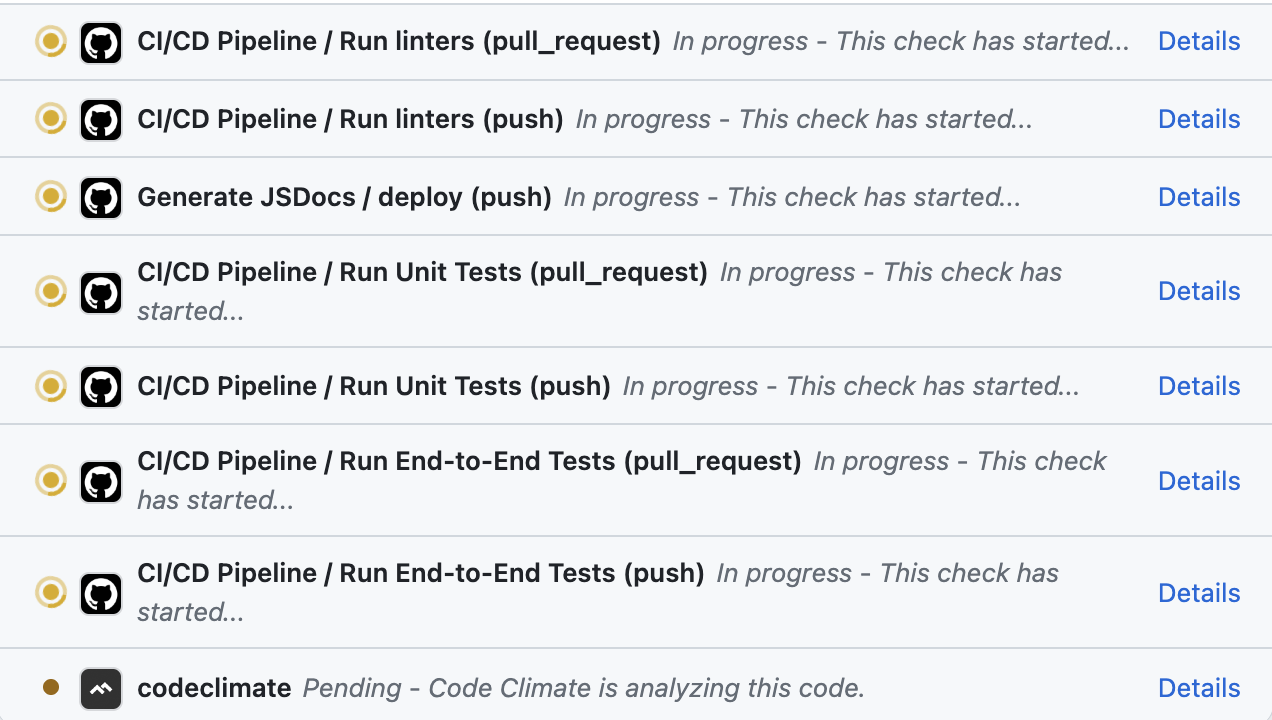 CI/CD Pipeline / Run linters (pull_request) In progress - This check has started... Details
CI/CD Pipeline / Run linters (push) In progress - This check has started... Details
Generate JSDocs / deploy (push) In progress - This check has started... Details
CI/CD Pipeline / Run Unit Tests (pull_request) In progress - This check has
started...
Details
CI/CD Pipeline / Run Unit Tests (push) In progress - This check has started... Details
CI/CD Pipeline / Run End-to-End Tests (pull_request) In progress - This check
has started...
Details
CI/CD Pipeline / Run End-to-End Tests (push) In progress - This check has
started...
Details
codeclimate Pending - Code Climate is analyzing this code. Details